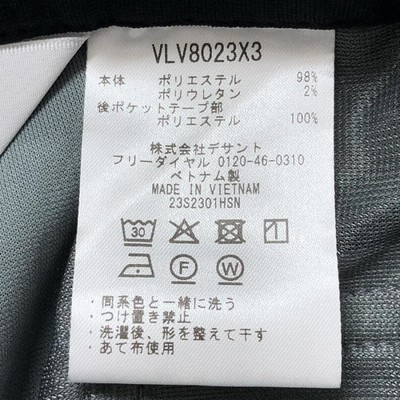 VLV8023X3
本体 ポリエステル 98%
ポリウレタン 2%
後ポケットテープ部
ポリエステル 100%
株式会社デサント
フリーダイヤル 0120-46-0310
ベトナム製
MADE IN VIETNAM
23S2301HSN
30
F W
・同系色と一緒に洗う
・つけ置き禁止
・洗濯後、形を整えて干す
・あて布使用